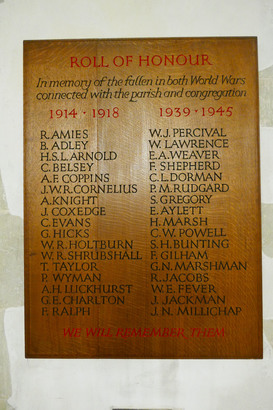 ROLL OF HONOUR
In memory of the fallen in both World Wars
connected with the parish and congregation
1914 · 1918
R. AMIES
B. ADLEY
H.S.L. ARNOLD
C. BELSEY
A.F. COPPINS
J.W.R. CORNELIUS
A. KNIGHT
J. COXEDGE
C. EVANS
G. HICKS
W.R. HOLTBURN
W.R. SHRUBSHALL
T. TAYLOR
P. WYMAN
A.H. LUCKHURST
G.E. CHARLTON
F. RALPH
1939 · 1945
W.J. PERCIVAL
W. LAWRENCE
E.A. WEAVER
F. SHEPHERD
C.L. DORMAN
P.M. RUDGARD
S. GREGORY
E. AYLETT
H. MARSH
C.W. POWELL
S.H. BUNTING
F. GILHAM
G.N. MARSHMAN
R. JACOBS
W.E. FEVER
J. JACKMAN
J.N. MILLICHAP
WE WILL REMEMBER THEM